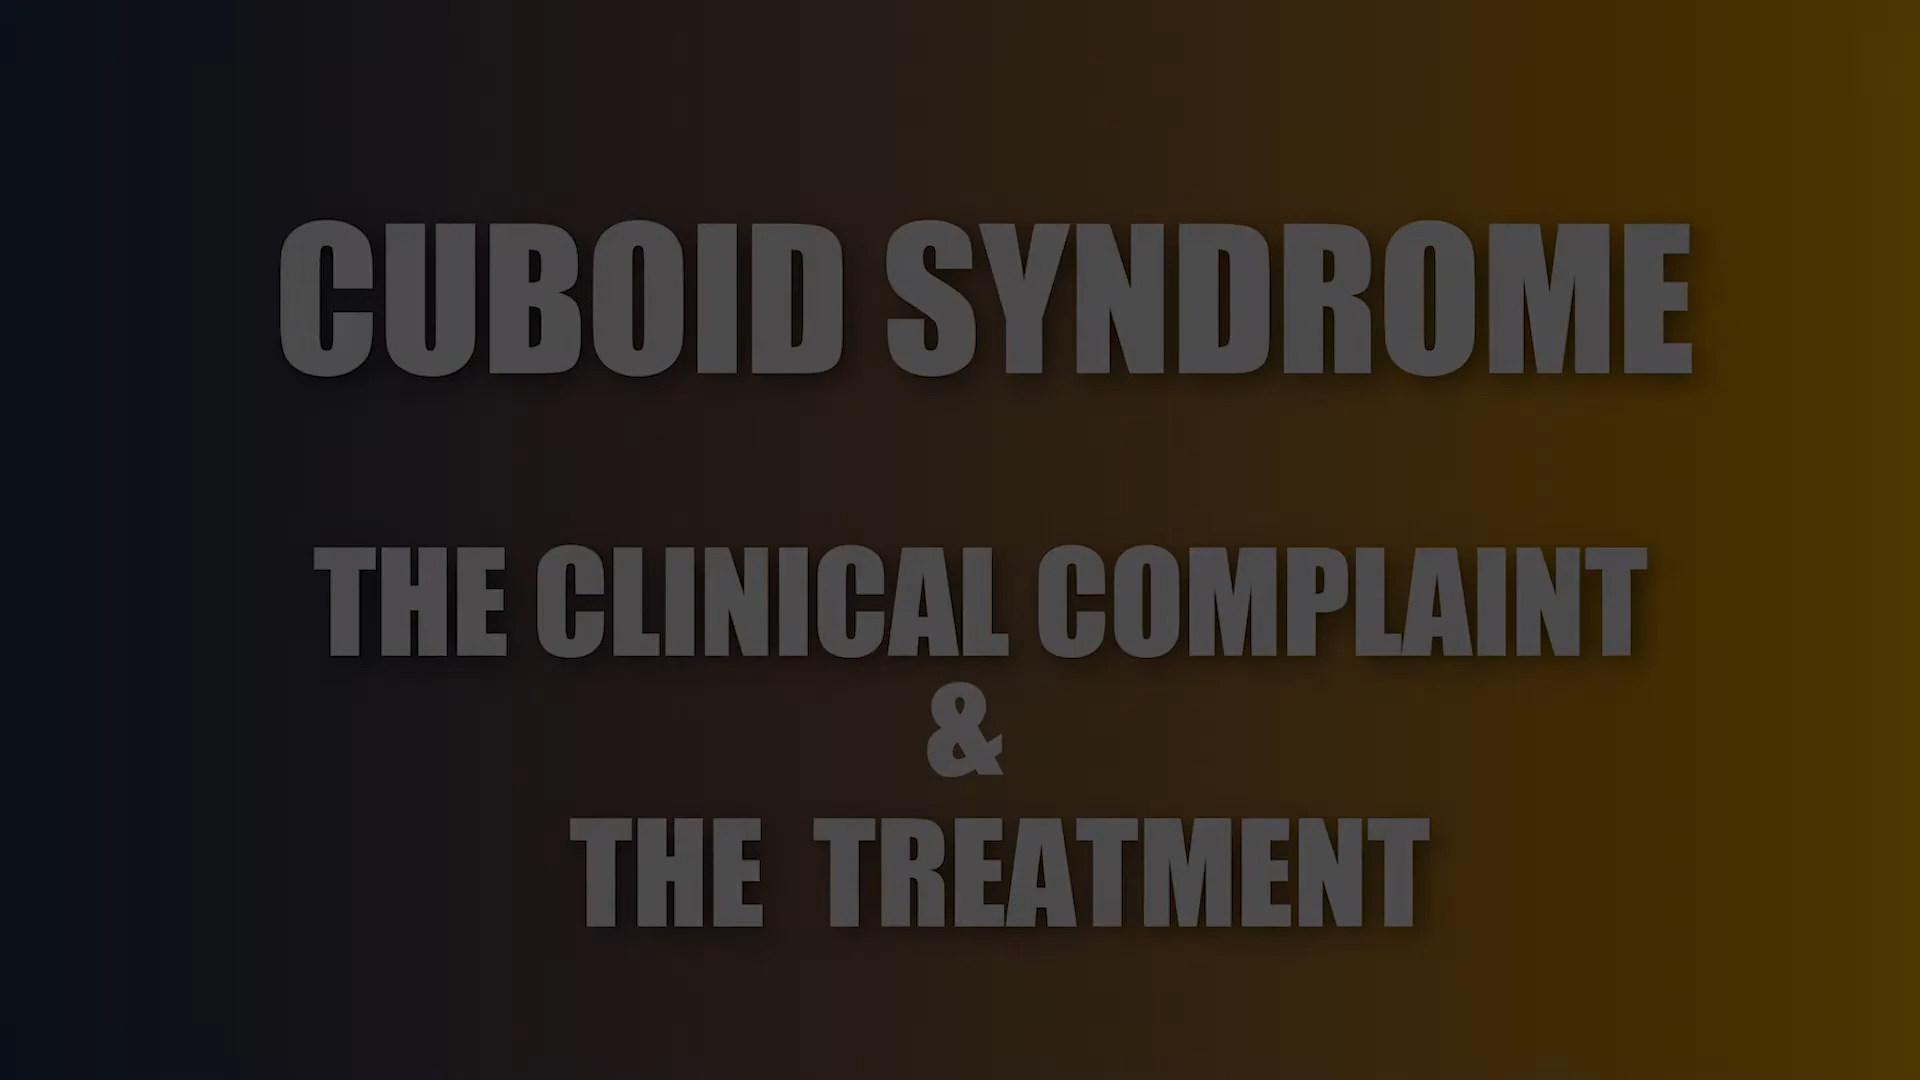 CUBOID SYNDROME
THE CLINICAL COMPLAINT
&
THE TREATMENT